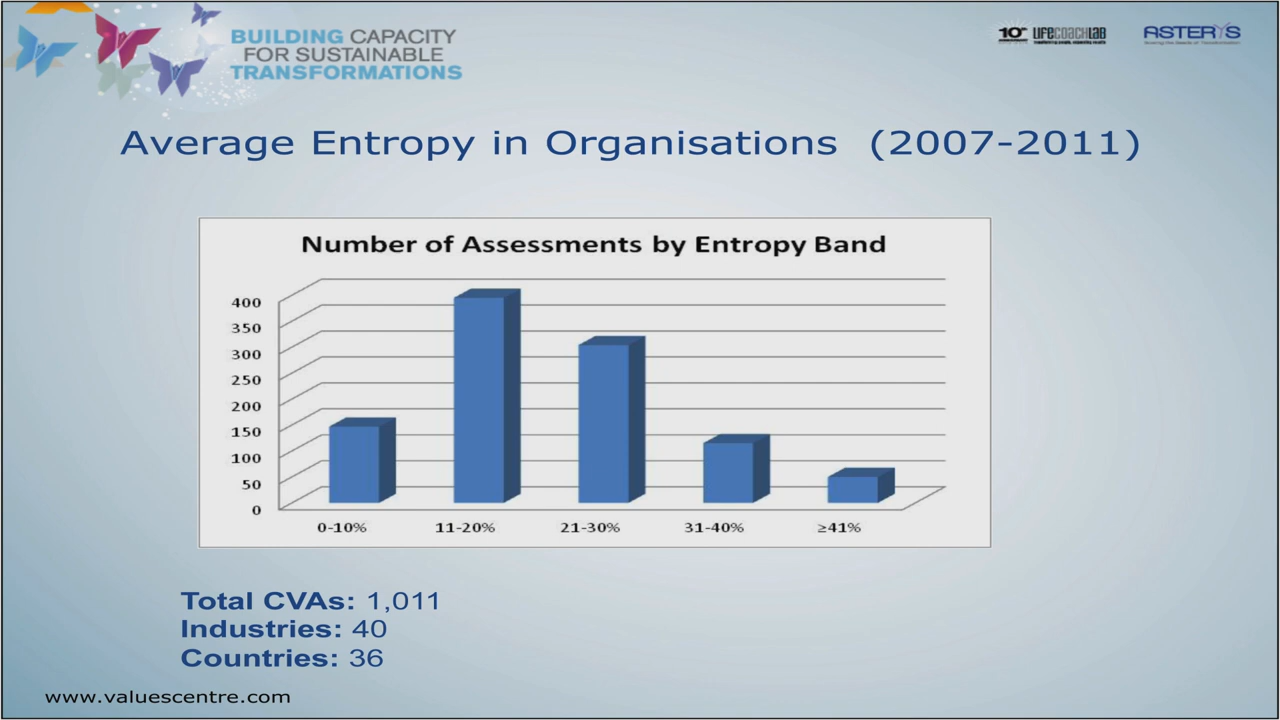 BUILDING CAPACITY
FOR SUSTAINABLE
TRANSFORMATIONS
10 LIFECOACHLAB
ASTERYS
Average Entropy in Organisations (2007-2011)
Number of Assessments by Entropy Band
400
350
300
250
200
150
100
50
0
0-10% 11-20% 21-30% 31-40% ≥41%
Total CVAs: 1,011
Industries: 40
Countries: 36
www.valuescentre.com